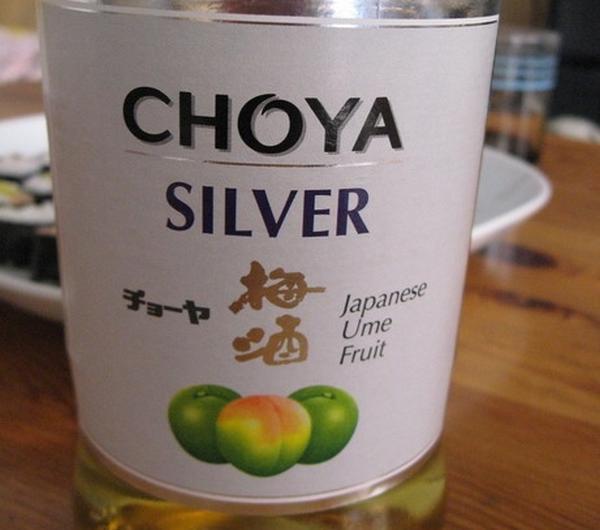 CHOYA
SILVER
チョーヤ
梅酒
Japanese
Ume
Fruit